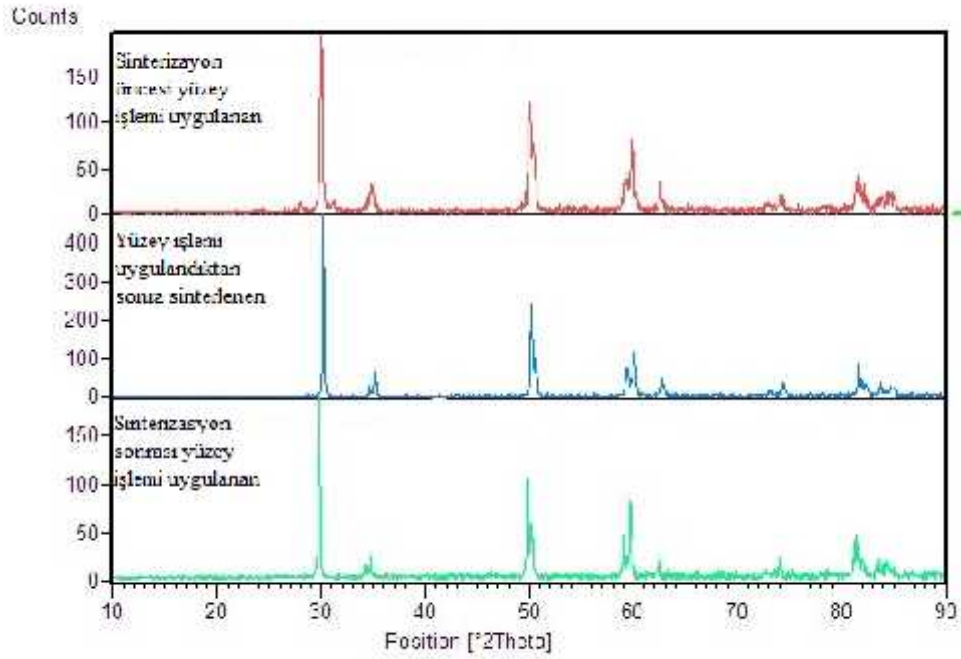 Counts
Sinterizayon
150
öncesi yüzey
100
işlemi uygulanan
50
0
400
Yüzey işlemi
300
uygulandıktan
200
sonra sinterlenen
100
0
Sinterizasyon
150
sonrası yüzey
100
işlemi uygulanan
50
0
10 20 30 40 50 60 70 80 90
Position [°2Theta]